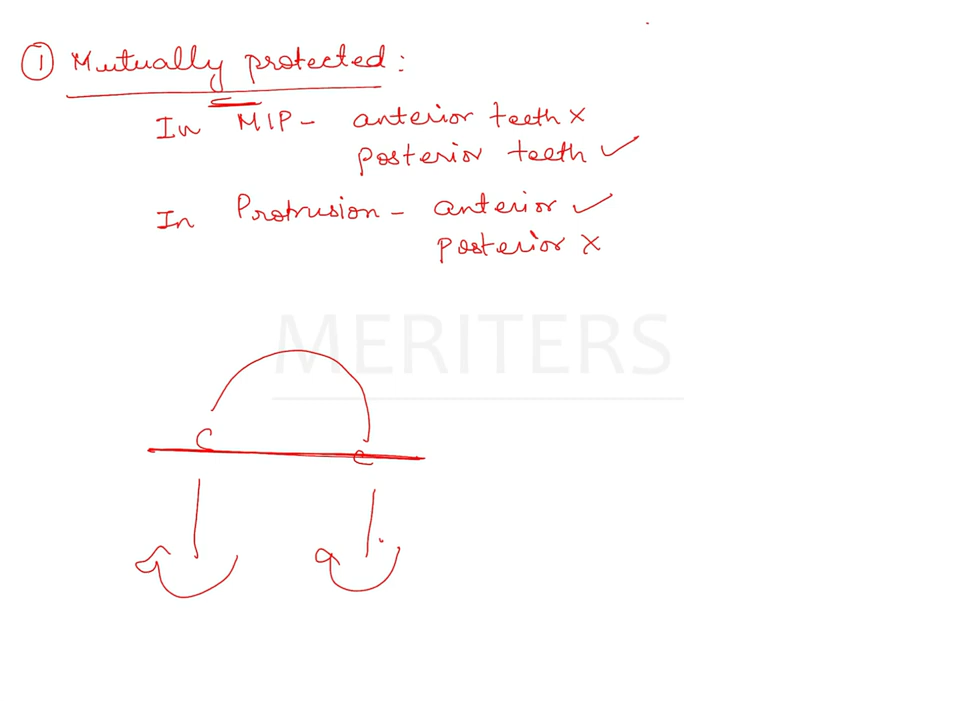 ① Mutually protected :
In MIP - anterior teeth x
posterior teeth ✓
In Protrusion - anterior ✓
posterior x
MERITERS
C
C